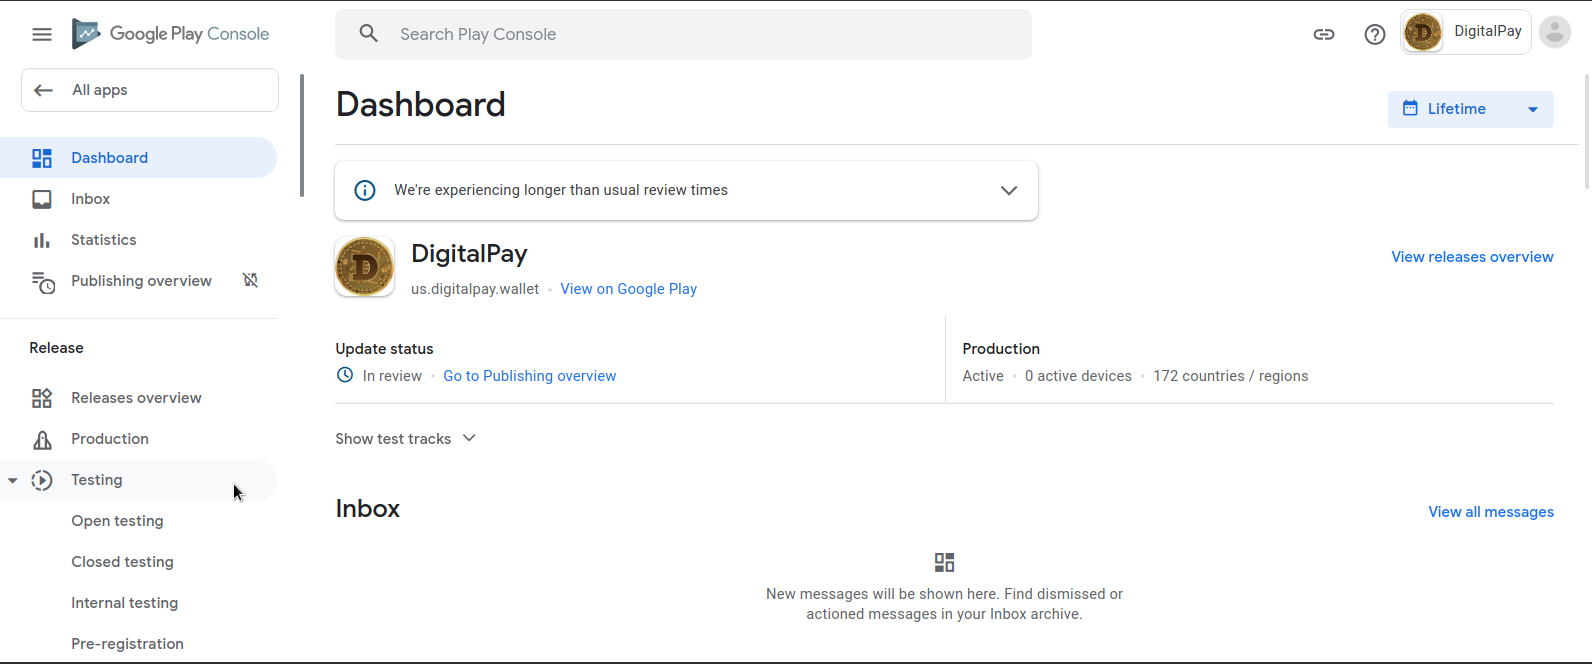 Google Play Console
Search Play Console
DigitalPay
All apps
Dashboard
Inbox
Statistics
Publishing overview
Release
Releases overview
Production
Testing
Open testing
Closed testing
Internal testing
Pre-registration
Dashboard
Lifetime
We're experiencing longer than usual review times
DigitalPay
us.digitalpay.wallet • View on Google Play
View releases overview
Update status
In review • Go to Publishing overview
Production
Active • 0 active devices • 172 countries / regions
Show test tracks
Inbox
View all messages
New messages will be shown here. Find dismissed or
actioned messages in your Inbox archive.